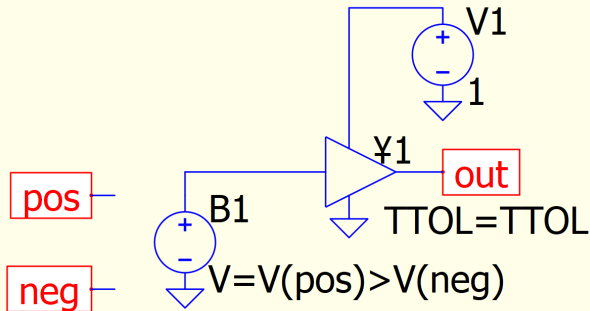 V1
1
¥1
out
TTOL=TTOL
pos
B1
V=V(pos)>V(neg)
neg